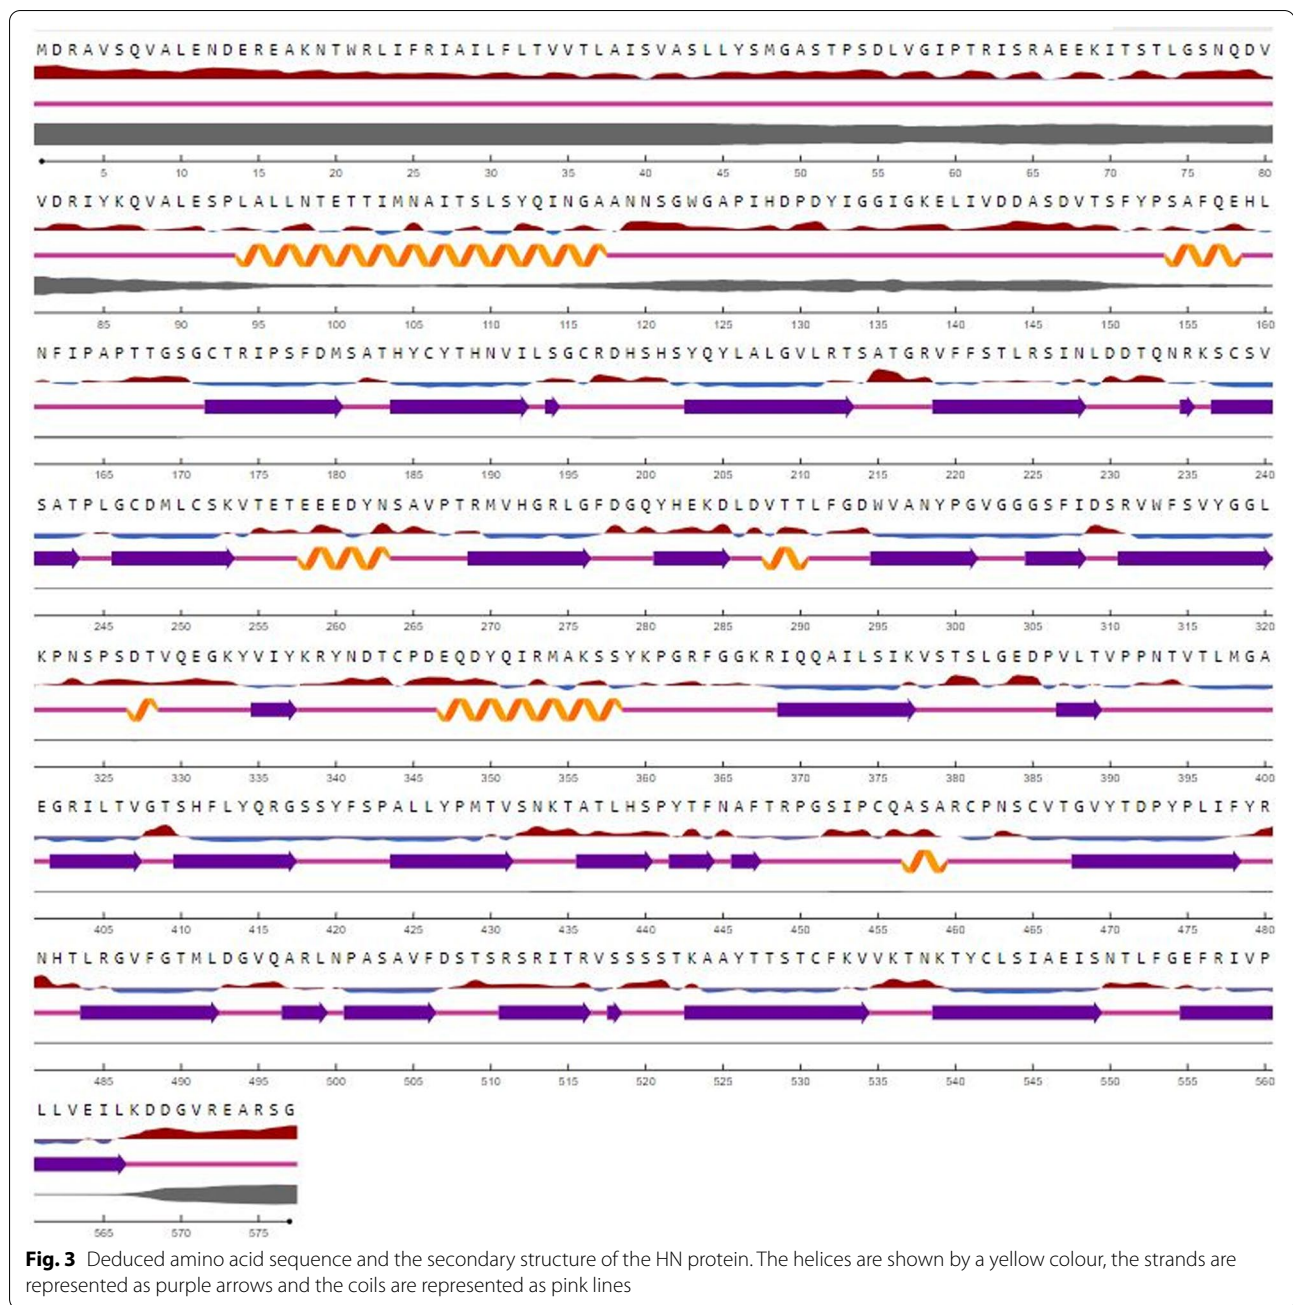 M D R A V S Q V A L E N D E R E A K N T W R L I F R I A I L F L T V V T L A I S V A S L L Y S M G A S T P S D L V G I P T R I S R A E E K I T S T L G S N Q D V
5 10 15 20 25 30 35 40 45 50 55 60 65 70 75 80
V D R I Y K Q V A L E S P L A L L N T E T T I M N A I T S L S Y Q I N G A A N N S G W G A P I H D P D Y I G G I G K E L I V D D A S D V T S F Y P S A F Q E H L
85 90 95 100 105 110 115 120 125 130 135 140 145 150 155 160
N F I P A P T T G S G C T R I P S F D M S A T H Y C Y T H N V I L S G C R D H S H S Y Q Y L A L G V L R T S A T G R V F F S T L R S I N L D D T Q N R K S C S V
165 170 175 180 185 190 195 200 205 210 215 220 225 230 235 240
S A T P L G C D M L C S K V T E T E E E D Y N S A V P T R M V H G R L G F D G Q Y H E K D L D V T T L F G D W V A N Y P G V G G G S F I D S R V W F S V Y G G L
245 250 255 260 265 270 275 280 285 290 295 300 305 310 315 320
K P N S P S D T V Q E G K Y V I Y K R Y N D T C P D E Q D Y Q I R M A K S S Y K P G R F G G K R I Q Q A I L S I K V S T S L G E D P V L T V P P N T V T L M G A
325 330 335 340 345 350 355 360 365 370 375 380 385 390 395 400
E G R I L T V G T S H F L Y Q R G S S Y F S P A L L Y P M T V S N K T A T L H S P Y T F N A F T R P G S I P C Q A S A R C P N S C V T G V Y T D P Y P L I F Y R
405 410 415 420 425 430 435 440 445 450 455 460 465 470 475 480
N H T L R G V F G T M L D G V Q A R L N P A S A V F D S T S R S R I T R V S S S S T K A A Y T T S T C F K V V K T N K T Y C L S I A E I S N T L F G E F R I V P
485 490 495 500 505 510 515 520 525 530 535 540 545 550 555 560
L L V E I L K D D G V R E A R S G
565 570 575
Fig. 3 Deduced amino acid sequence and the secondary structure of the HN protein. The helices are shown by a yellow colour, the strands are
represented as purple arrows and the coils are represented as pink lines